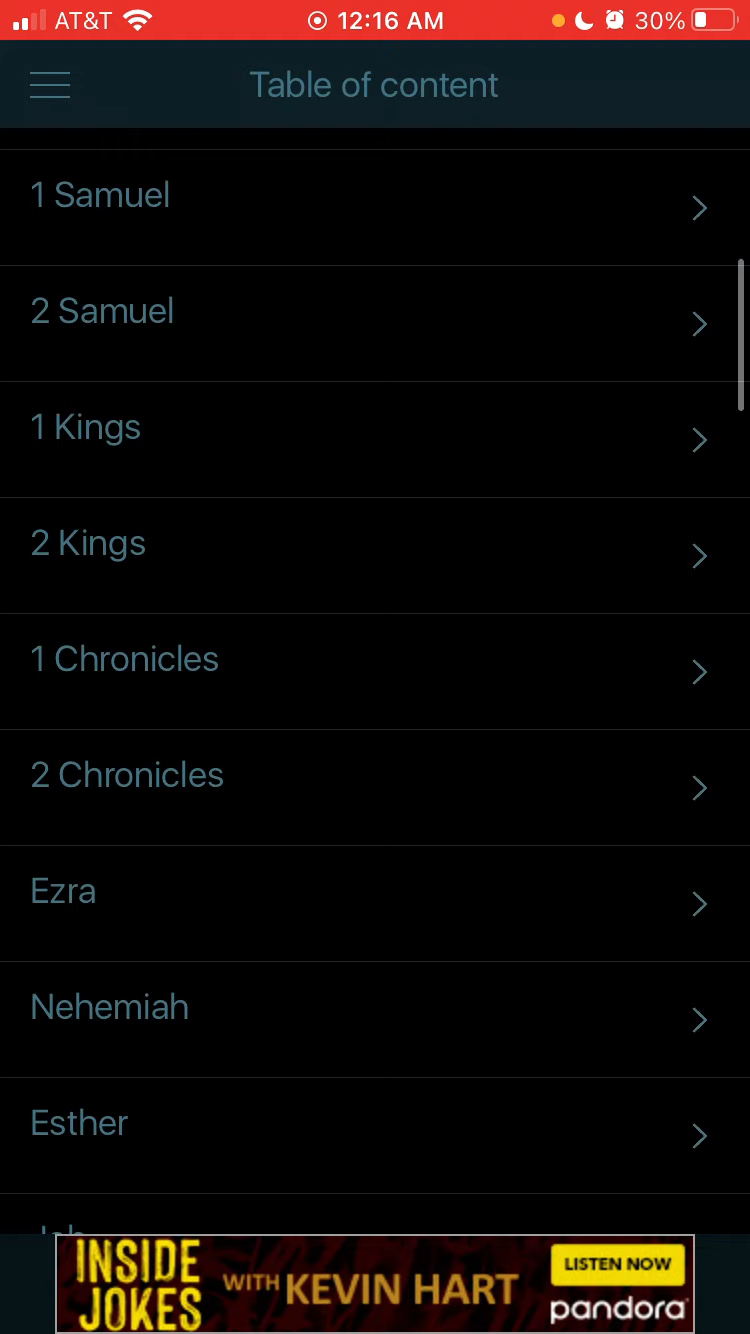 AT&T 12:16 AM 30%
Table of content
1 Samuel
2 Samuel
1 Kings
2 Kings
1 Chronicles
2 Chronicles
Ezra
Nehemiah
Esther
INSIDE JOKES
WITH KEVIN HART
LISTEN NOW
pandora